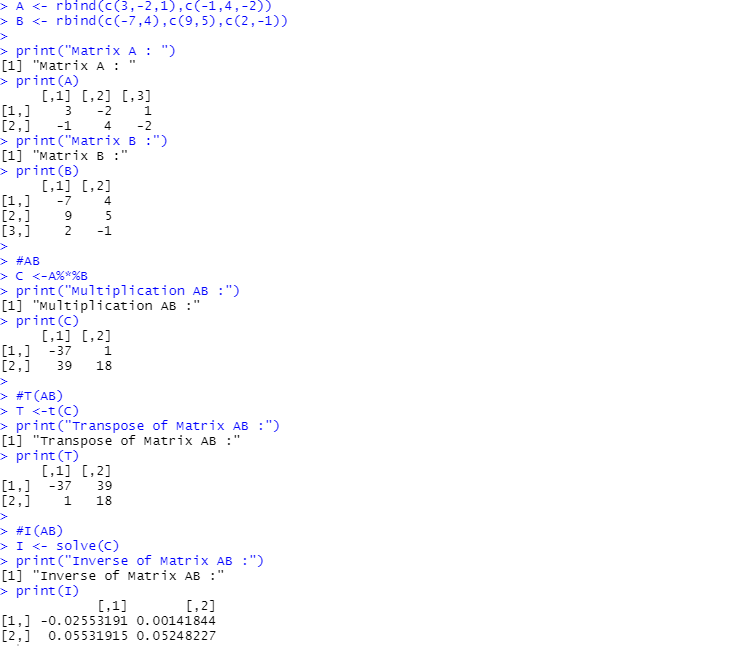 > A <- rbind(c(3,-2,1),c(-1,4,-2))
> B <- rbind(c(-7,4),c(9,5),c(2,-1))
>
> print("Matrix A : ")
[1] "Matrix A : "
> print(A)
     [,1] [,2] [,3]
[1,]    3   -2    1
[2,]   -1    4   -2
> print("Matrix B :")
[1] "Matrix B :"
> print(B)
     [,1] [,2]
[1,]   -7    4
[2,]    9    5
[3,]    2   -1
>
> #AB
> C <-A%*%B
> print("Multiplication AB :")
[1] "Multiplication AB :"
> print(C)
     [,1] [,2]
[1,]  -37    1
[2,]   39   18
>
> #T(AB)
> T <-t(C)
> print("Transpose of Matrix AB :")
[1] "Transpose of Matrix AB :"
> print(T)
     [,1] [,2]
[1,]  -37   39
[2,]    1   18
>
> #I(AB)
> I <- solve(C)
> print("Inverse of Matrix AB :")
[1] "Inverse of Matrix AB :"
> print(I)
            [,1]       [,2]
[1,] -0.02553191 0.00141844
[2,]  0.05531915 0.05248227